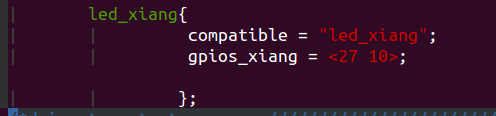 led_xiang{
compatible = "led_xiang";
gpios_xiang = <27 10>;
};